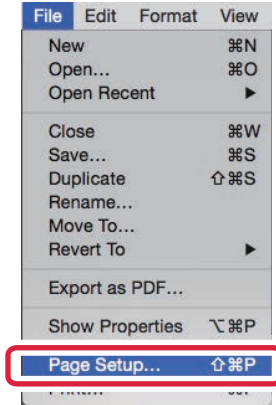 File Edit Format View
New ⌘N
Open... ⌘O
Open Recent ▶
Close ⌘W
Save... ⌘S
Duplicate ⇧⌘S
Rename...
Move To...
Revert To ▶
Export as PDF...
Show Properties ⌥⌘P
Page Setup... ⇧⌘P